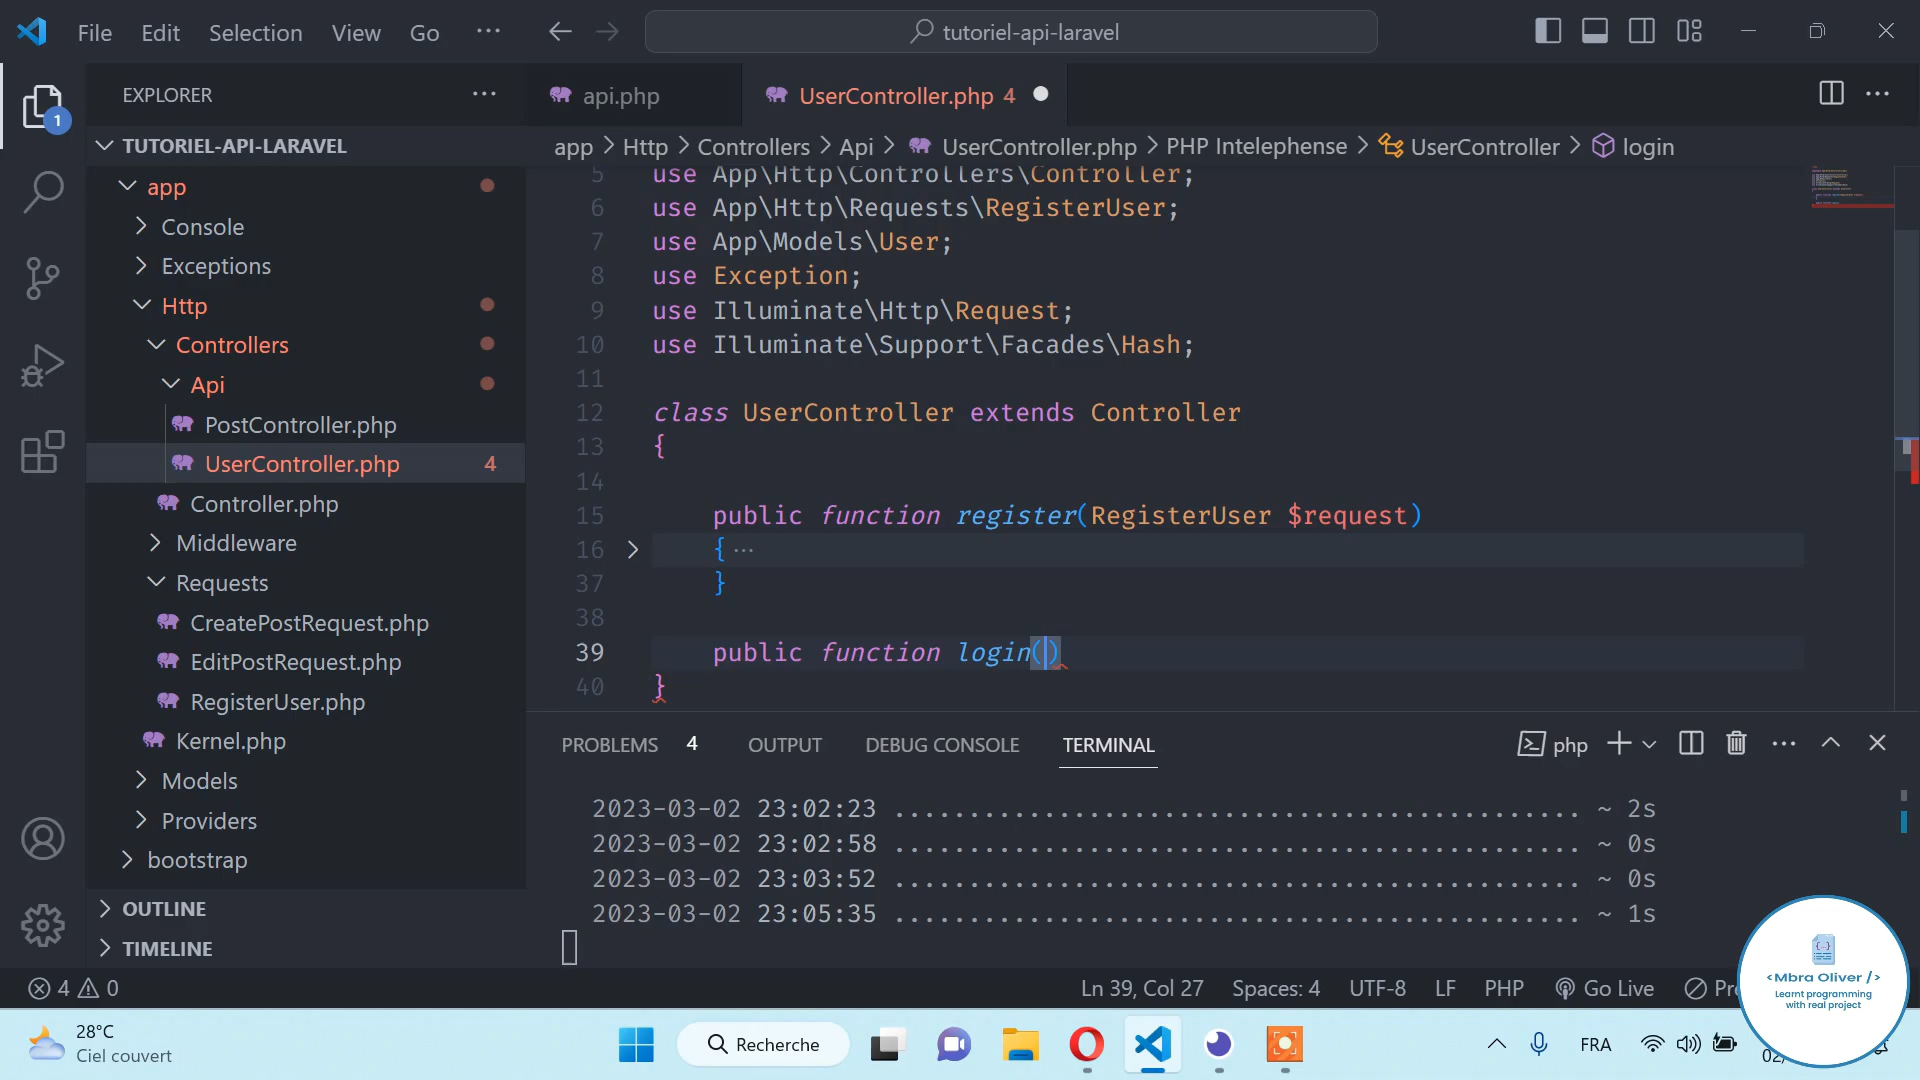 File Edit Selection View Go ··· tutoriel-api-laravel
EXPLORER ···
1
TUTORIEL-API-LARAVEL
app
Console
Exceptions
Http
Controllers
Api
PostController.php
UserController.php 4
Controller.php
Middleware
Requests
CreatePostRequest.php
EditPostRequest.php
RegisterUser.php
Kernel.php
Models
Providers
bootstrap
OUTLINE
TIMELINE
api.php UserController.php 4
app > Http > Controllers > Api > UserController.php > PHP Intelephense > UserController > login
5 use App\Http\Controllers\Controller;
6 use App\Http\Requests\RegisterUser;
7 use App\Models\User;
8 use Exception;
9 use Illuminate\Http\Request;
10 use Illuminate\Support\Facades\Hash;
11
12 class UserController extends Controller
13 {
14
15 public function register(RegisterUser $request)
16 { ···
37 }
38
39 public function login()
40 }
PROBLEMS 4 OUTPUT DEBUG CONSOLE TERMINAL php
2023-03-02 23:02:23 .............................................. ~ 2s
2023-03-02 23:02:58 .............................................. ~ 0s
2023-03-02 23:03:52 .............................................. ~ 0s
2023-03-02 23:05:35 .............................................. ~ 1s
4 0 Ln 39, Col 27 Spaces: 4 UTF-8 LF PHP Go Live
{..}
<Mbra Oliver />
Learnt programming
with real project
28°C
Ciel couvert
Recherche
FRA